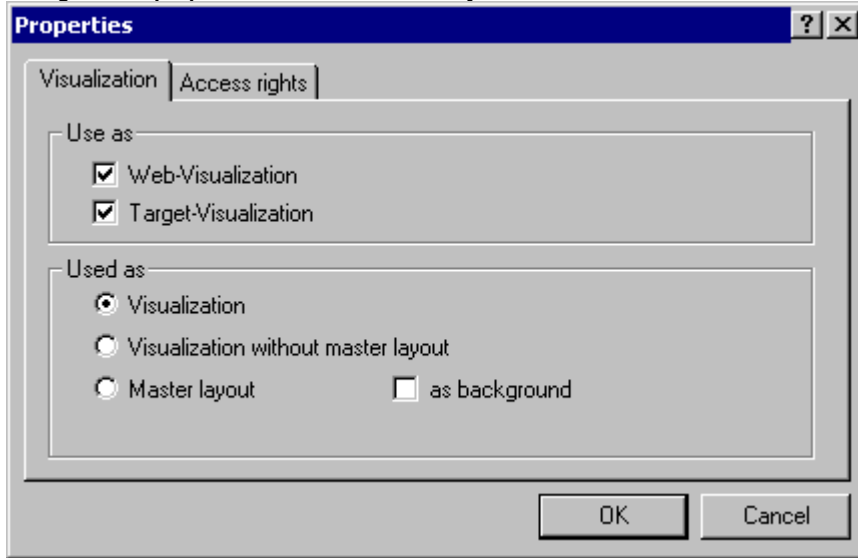 Properties
Visualization Access rights
Use as
Web-Visualization
Target-Visualization
Used as
Visualization
Visualization without master layout
Master layout as background
OK Cancel